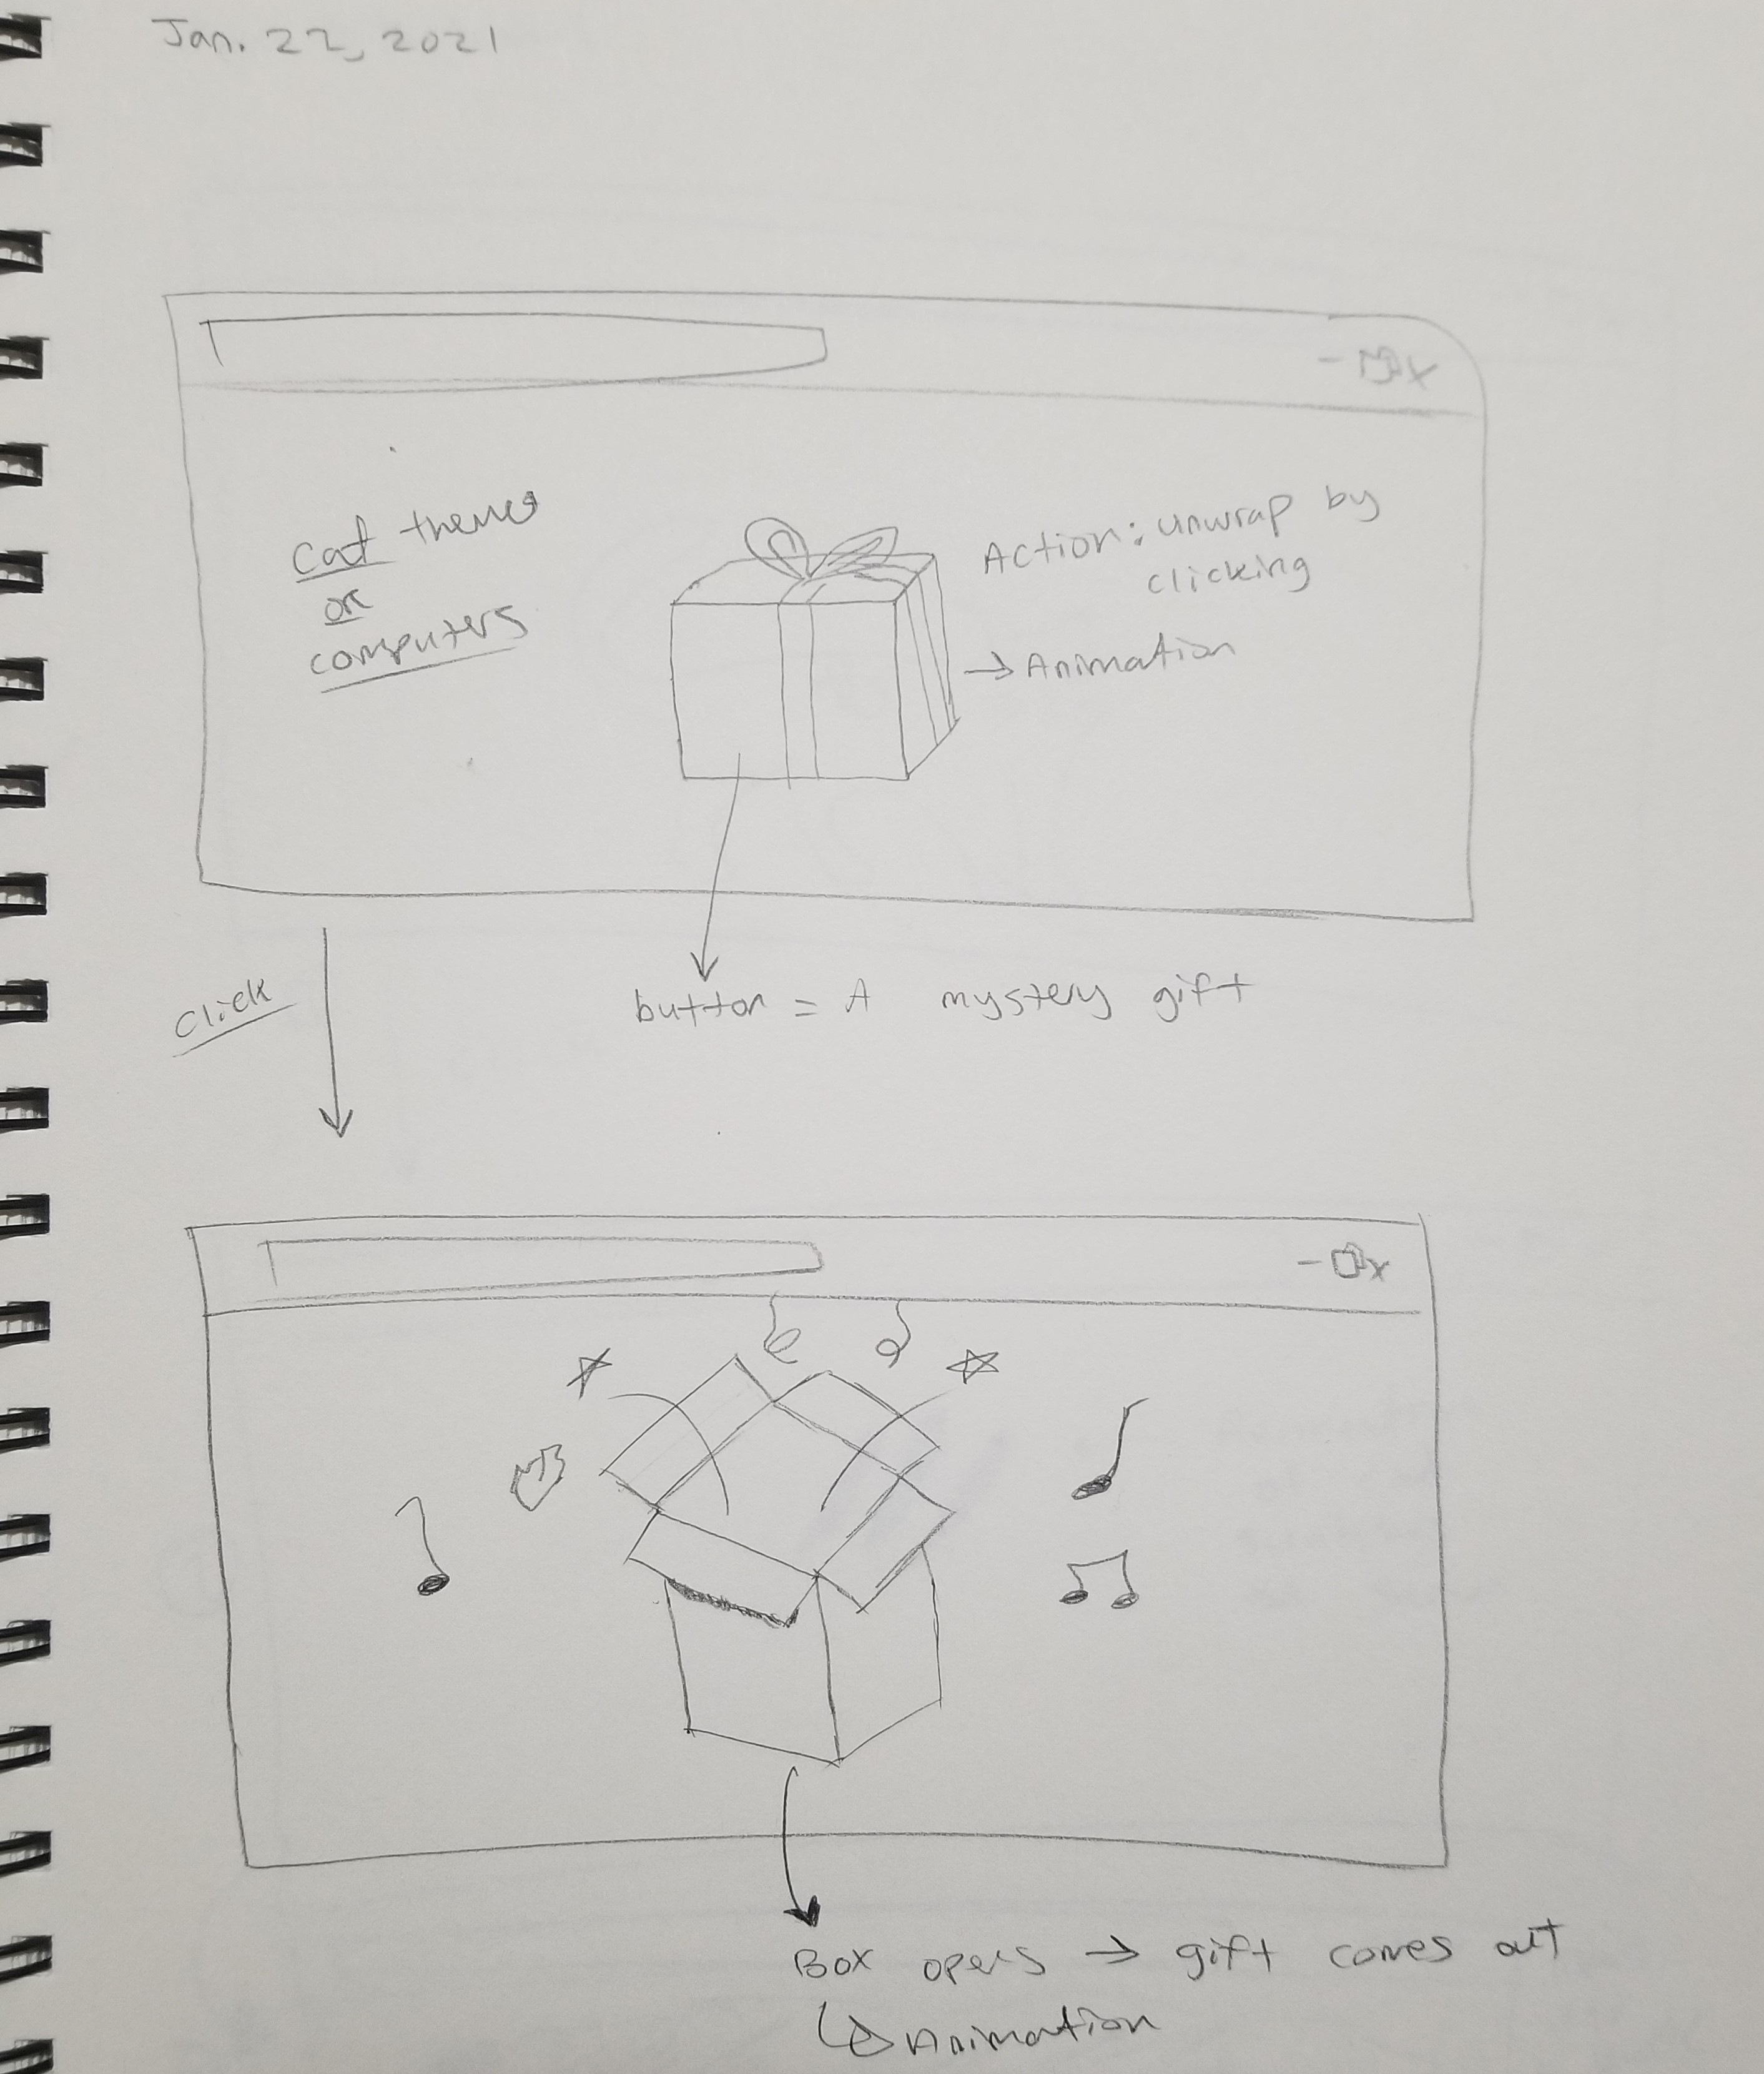 Jan. 22, 2021
cat themes
or
computers
Action: unwrap by
clicking
→ Animation
button = A mystery gift
click
Box opens → gift comes out
↳ Animation